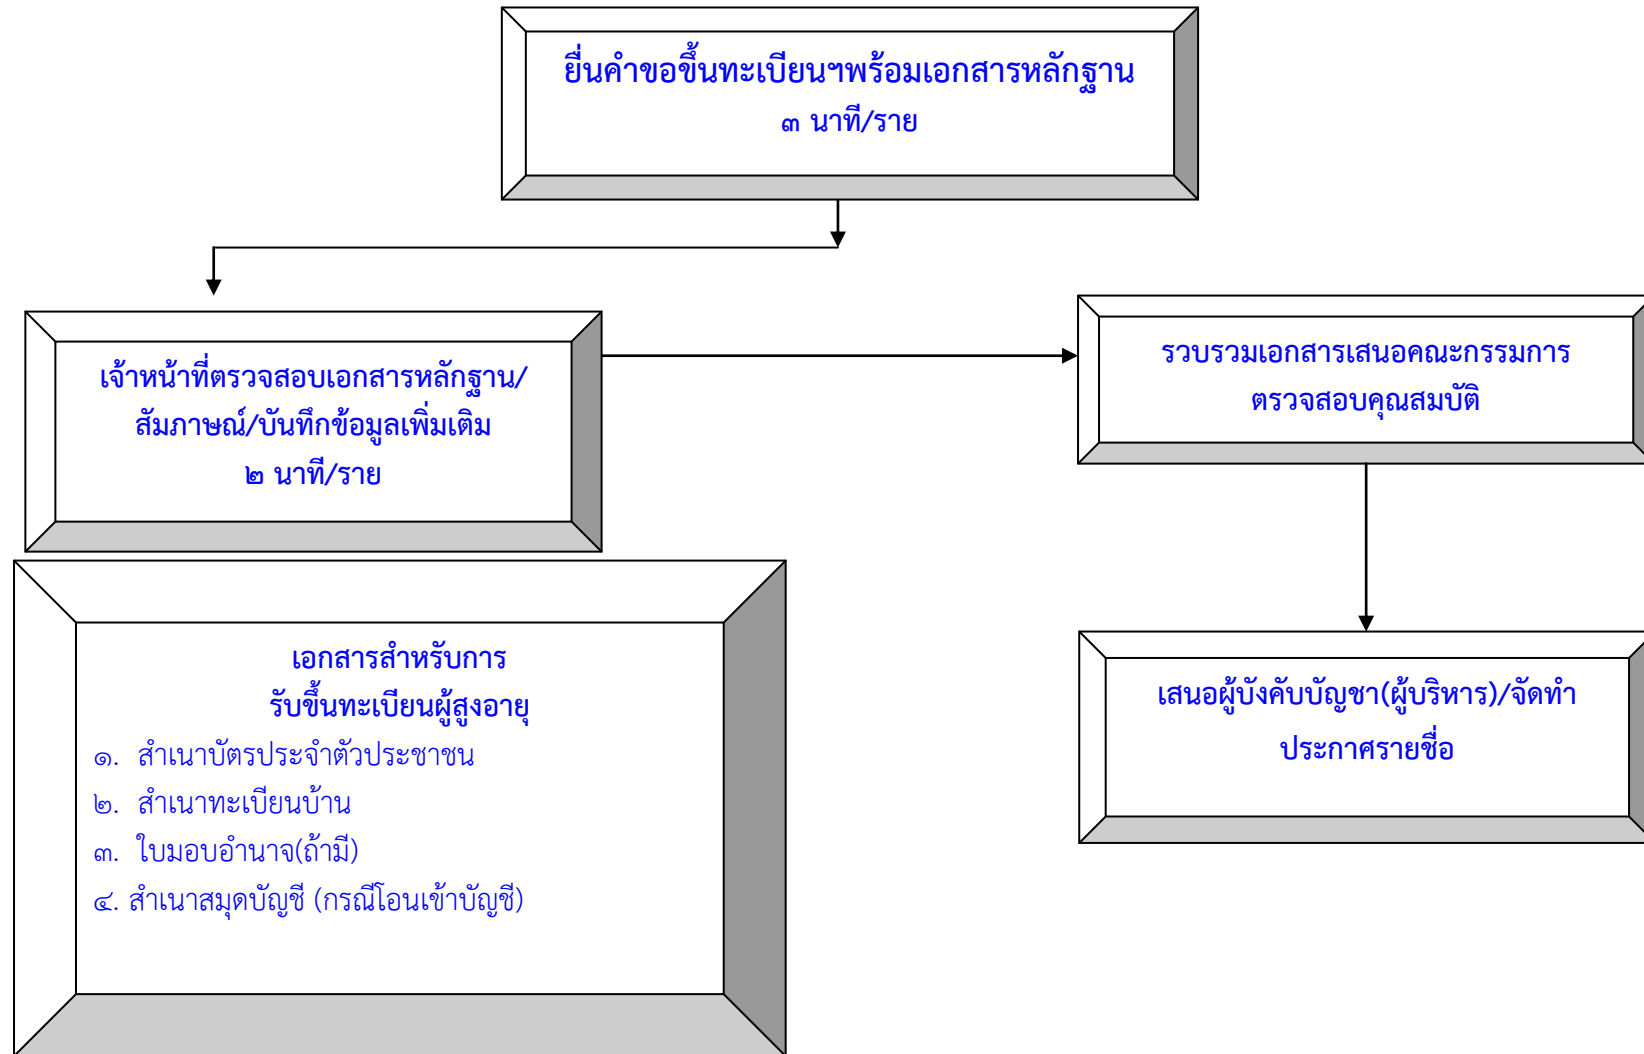 ยื่นคำขอขึ้นทะเบียนฯพร้อมเอกสารหลักฐาน
๓ นาที/ราย
เจ้าหน้าที่ตรวจสอบเอกสารหลักฐาน/
สัมภาษณ์/บันทึกข้อมูลเพิ่มเติม
๒ นาที/ราย
รวบรวมเอกสารเสนอคณะกรรมการ
ตรวจสอบคุณสมบัติ
เอกสารสำหรับการ
รับขึ้นทะเบียนผู้สูงอายุ
๑. สำเนาบัตรประจำตัวประชาชน
๒. สำเนาทะเบียนบ้าน
๓. ใบมอบอำนาจ(ถ้ามี)
๔. สำเนาสมุดบัญชี (กรณีโอนเข้าบัญชี)
เสนอผู้บังคับบัญชา(ผู้บริหาร)/จัดทำ
ประกาศรายชื่อ